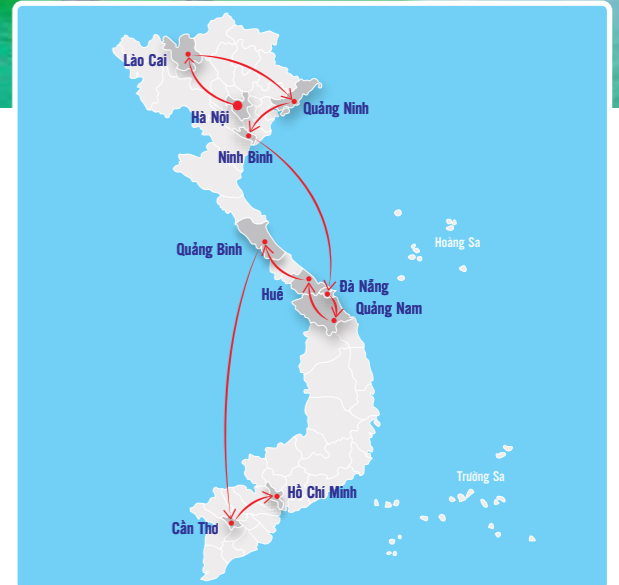 Lào Cai
Quảng Ninh
Hà Nội
Ninh Bình
Hoàng Sa
Quảng Bình
Đà Nẵng
Huế
Quảng Nam
Trường Sa
Hồ Chí Minh
Cần Thơ